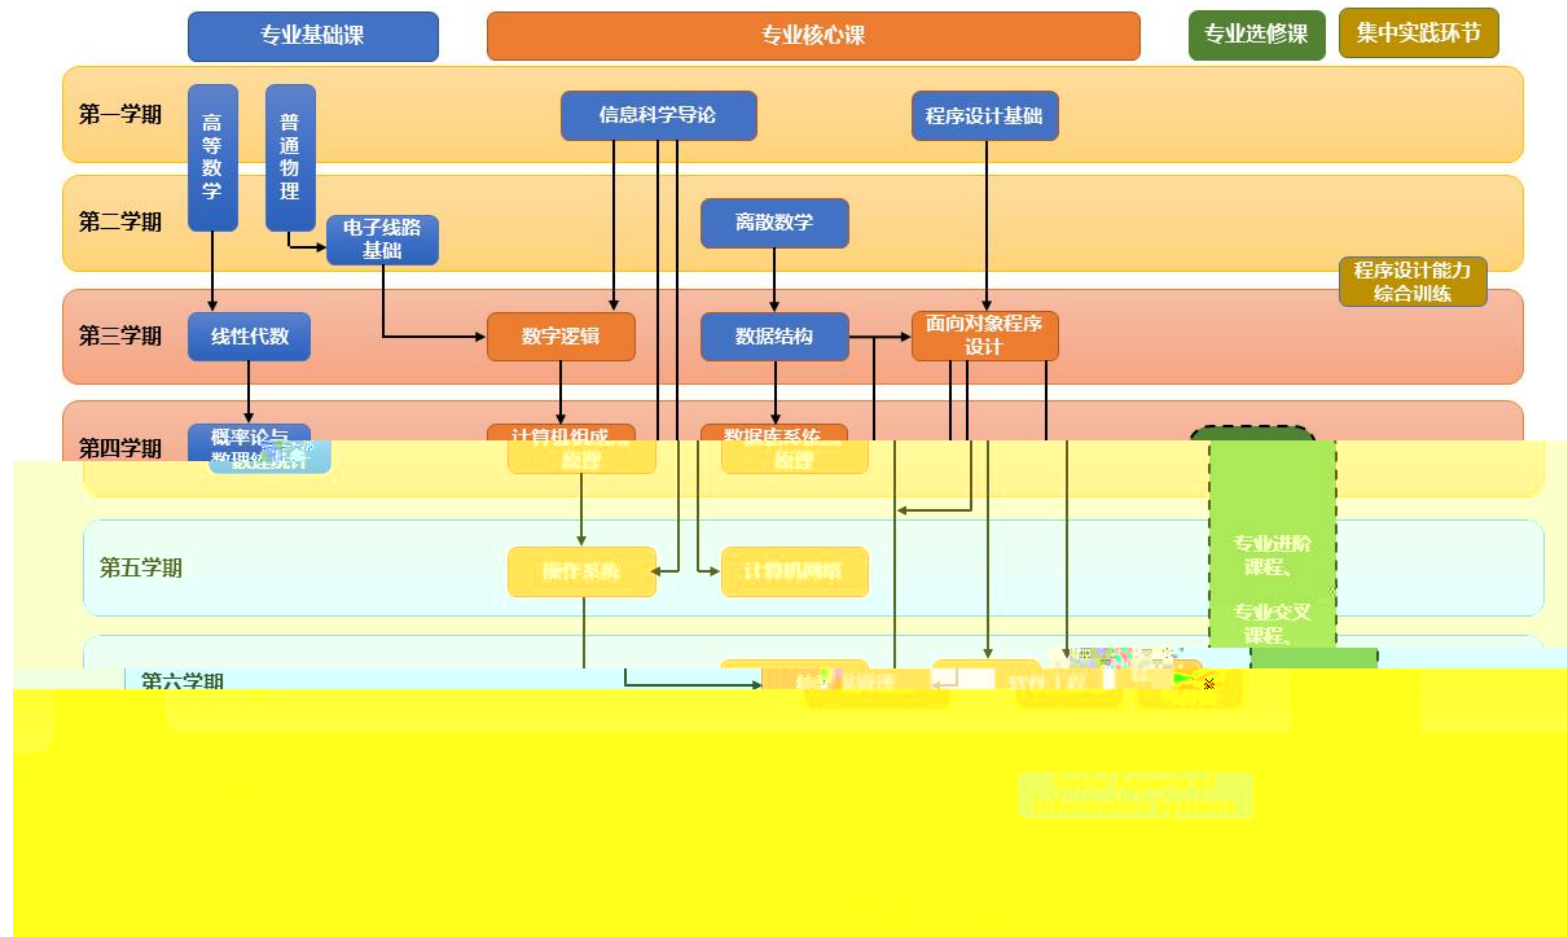 专业基础课
专业核心课
专业选修课
集中实践环节
第一学期
高
等
数
学
普
通
物
理
信息科学导论
程序设计基础
第二学期
电子线路
基础
离散数学
程序设计能力
综合训练
第三学期
线性代数
数字逻辑
数据结构
面向对象程序
设计
第四学期
概率论与
数理统计
计算机组成
原理
数据库系统
原理
第五学期
操作系统
计算机网络
专业进阶
课程、
专业交叉
课程、
第六学期
Information Systems